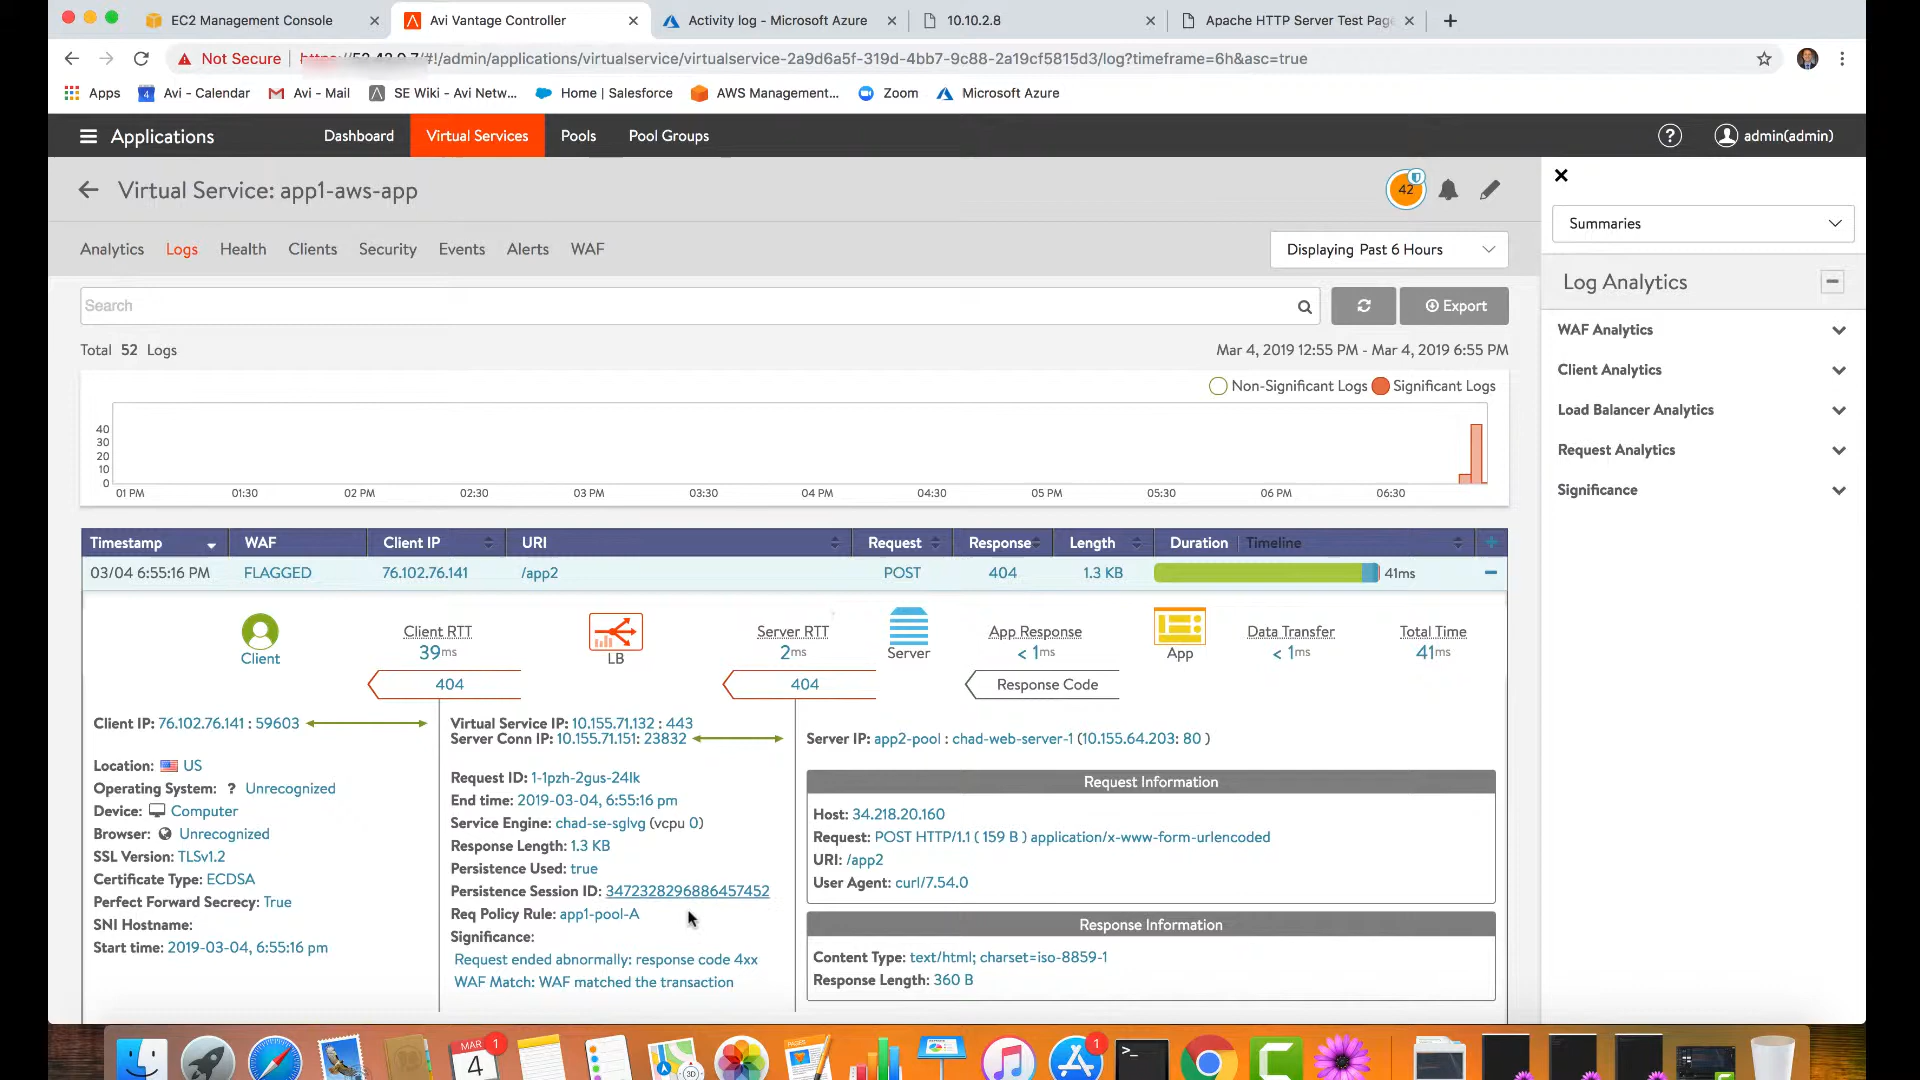 EC2 Management Console
Avi Vantage Controller
Activity log - Microsoft Azure
10.10.2.8
Apache HTTP Server Test Page
Not Secure
/#!/admin/applications/virtualservice/virtualservice-2a9d6a5f-319d-4bb7-9c88-2a19cf5815d3/log?timeframe=6h&asc=true
Apps
4 Avi - Calendar
Avi - Mail
SE Wiki - Avi Netw...
Home | Salesforce
AWS Management...
Zoom
Microsoft Azure
Applications
Dashboard
Virtual Services
Pools
Pool Groups
?
admin(admin)
Virtual Service: app1-aws-app
42
Summaries
Analytics
Logs
Health
Clients
Security
Events
Alerts
WAF
Displaying Past 6 Hours
Log Analytics
Search
Export
WAF Analytics
Client Analytics
Load Balancer Analytics
Request Analytics
Significance
Total 52 Logs
Mar 4, 2019 12:55 PM - Mar 4, 2019 6:55 PM
Non-Significant Logs
Significant Logs
40
30
20
10
0
01 PM 01:30 02 PM 02:30 03 PM 03:30 04 PM 04:30 05 PM 05:30 06 PM 06:30
Timestamp WAF Client IP URI Request Response Length Duration Timeline
03/04 6:55:16 PM FLAGGED 76.102.76.141 /app2 POST 404 1.3 KB 41ms
Client
Client RTT
39ms
LB
Server RTT
2ms
Server
App Response
< 1ms
App
Data Transfer
< 1ms
Total Time
41ms
404
404
Response Code
Client IP: 76.102.76.141 : 59603
Location: US
Operating System: ? Unrecognized
Device: Computer
Browser: Unrecognized
SSL Version: TLSv1.2
Certificate Type: ECDSA
Perfect Forward Secrecy: True
SNI Hostname:
Start time: 2019-03-04, 6:55:16 pm
Virtual Service IP: 10.155.71.132 : 443
Server Conn IP: 10.155.71.151: 23832
Request ID: 1-1pzh-2gus-24lk
End time: 2019-03-04, 6:55:16 pm
Service Engine: chad-se-sglvg (vcpu 0)
Response Length: 1.3 KB
Persistence Used: true
Persistence Session ID: 3472328296886457452
Req Policy Rule: app1-pool-A
Significance:
Request ended abnormally: response code 4xx
WAF Match: WAF matched the transaction
Server IP: app2-pool : chad-web-server-1 (10.155.64.203: 80 )
Request Information
Host: 34.218.20.160
Request: POST HTTP/1.1 ( 159 B ) application/x-www-form-urlencoded
URI: /app2
User Agent: curl/7.54.0
Response Information
Content Type: text/html; charset=iso-8859-1
Response Length: 360 B
MAR
4
1
PAGES
3D
1
>_